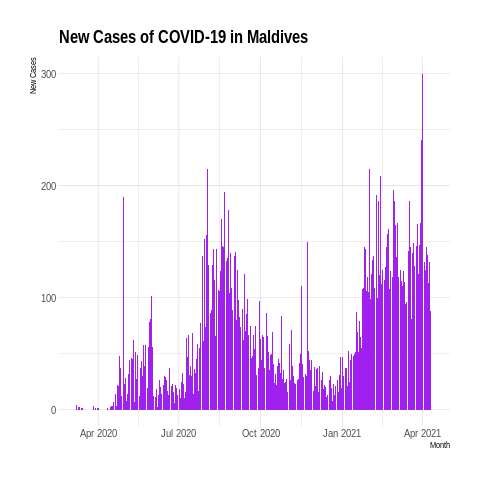 New Cases of COVID-19 in Maldives
New Cases
300
200
100
0
Apr 2020
Jul 2020
Oct 2020
Jan 2021
Apr 2021
Month